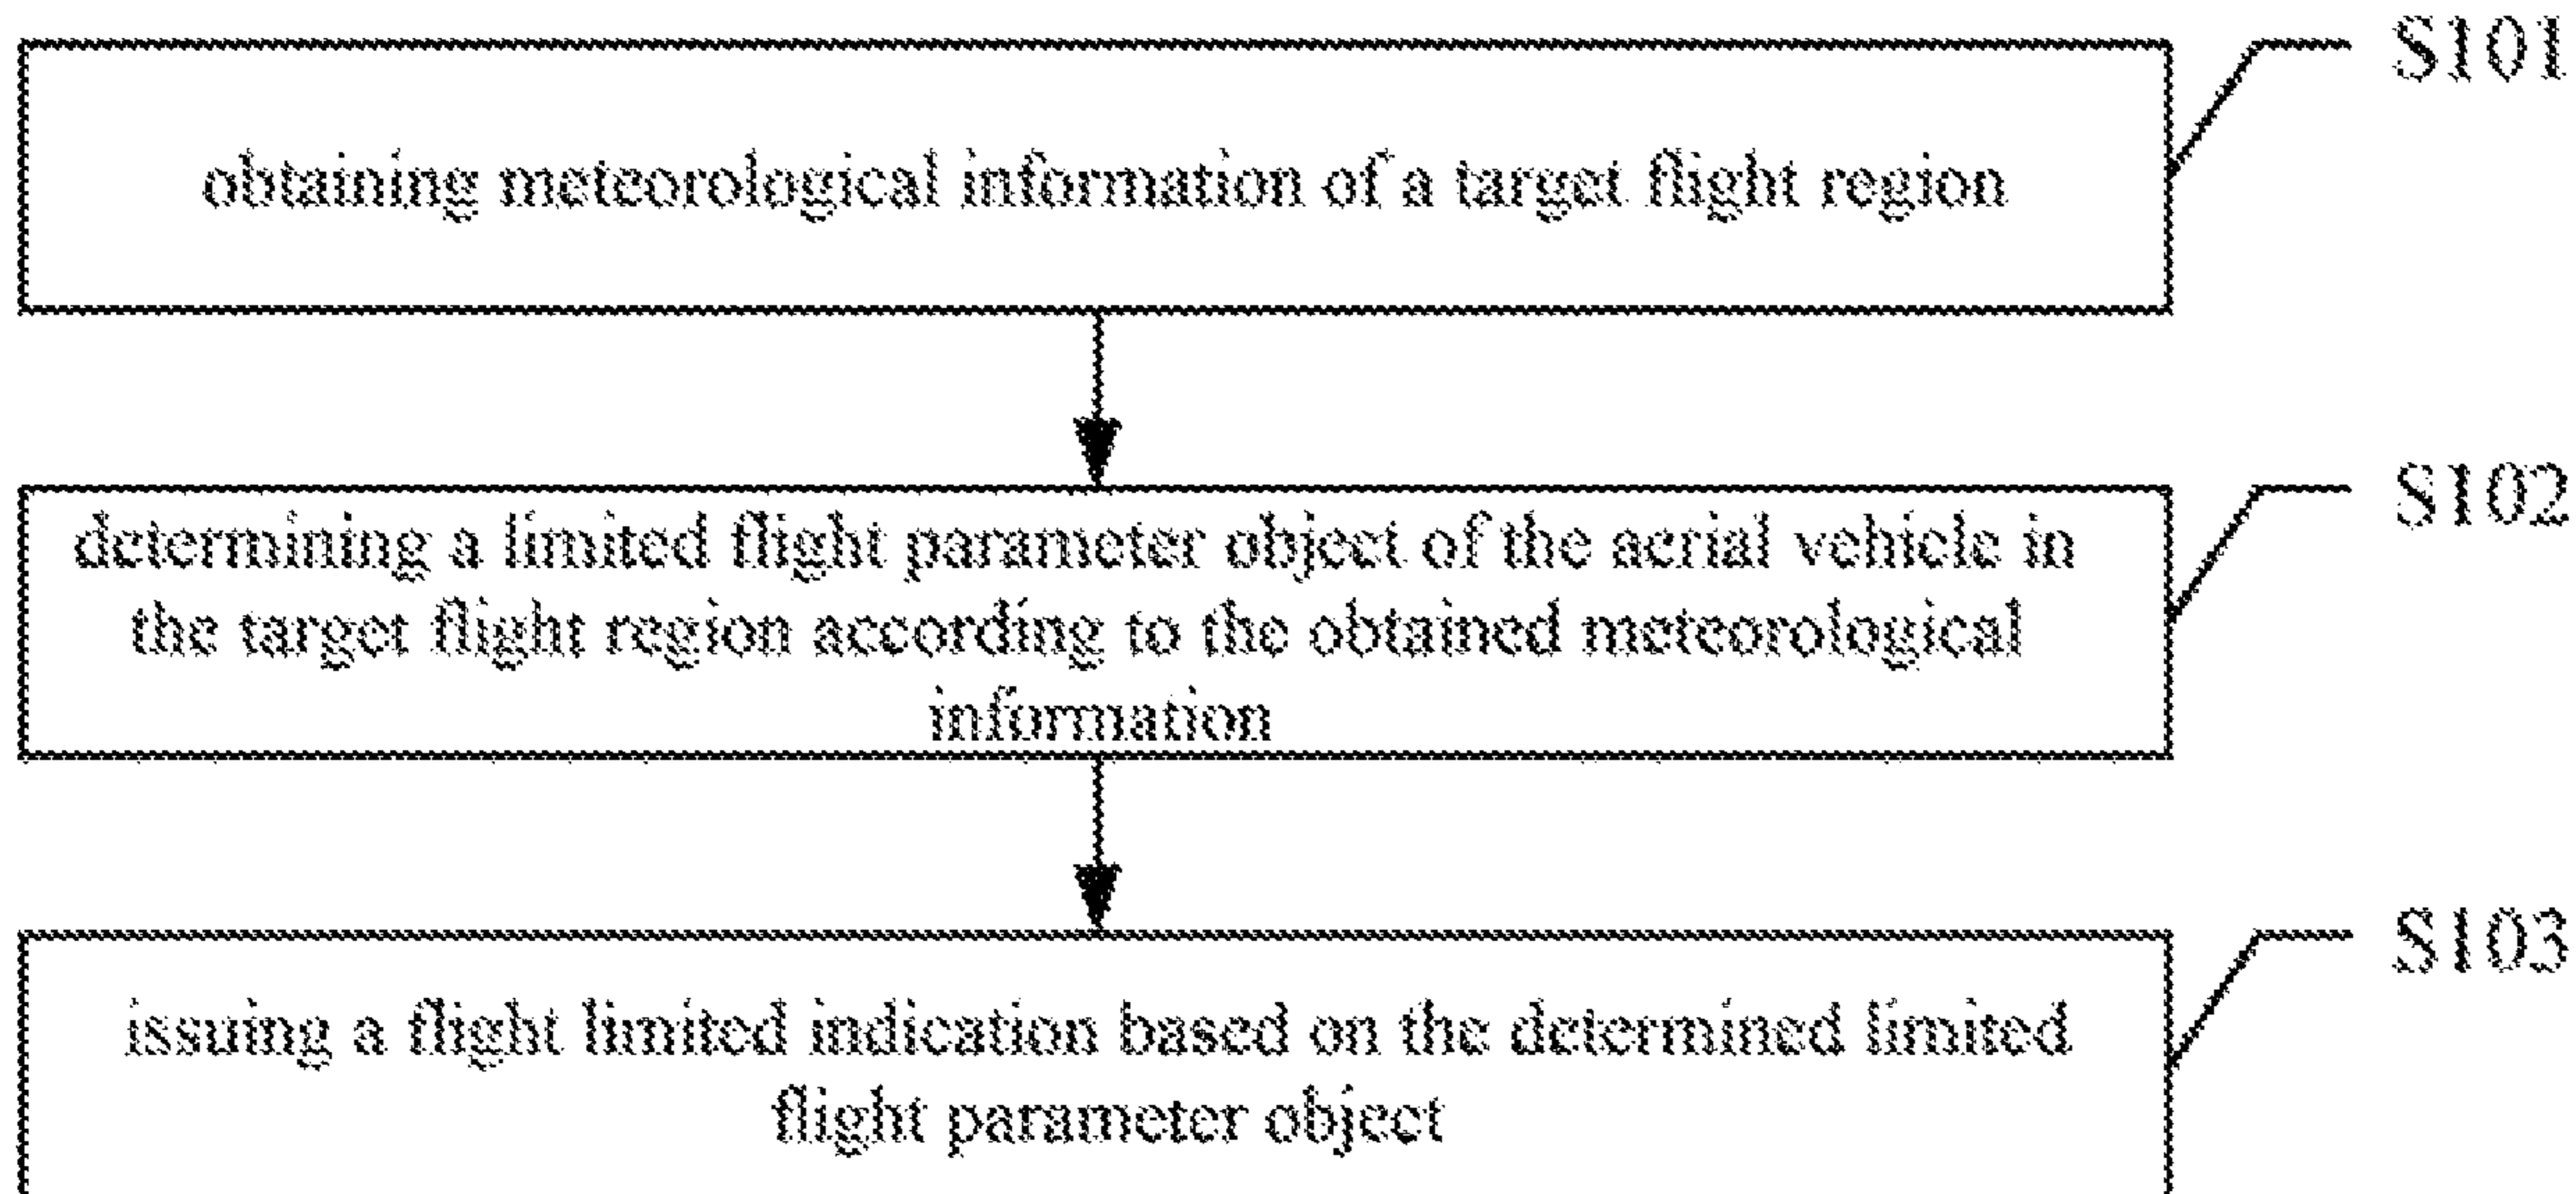 S101
obtaining meteorological information of a target flight region
S102
determining a limited flight parameter object of the aerial vehicle in
the target flight region according to the obtained meteorological
information
S103
issuing a flight limited indication based on the determined limited
flight parameter object